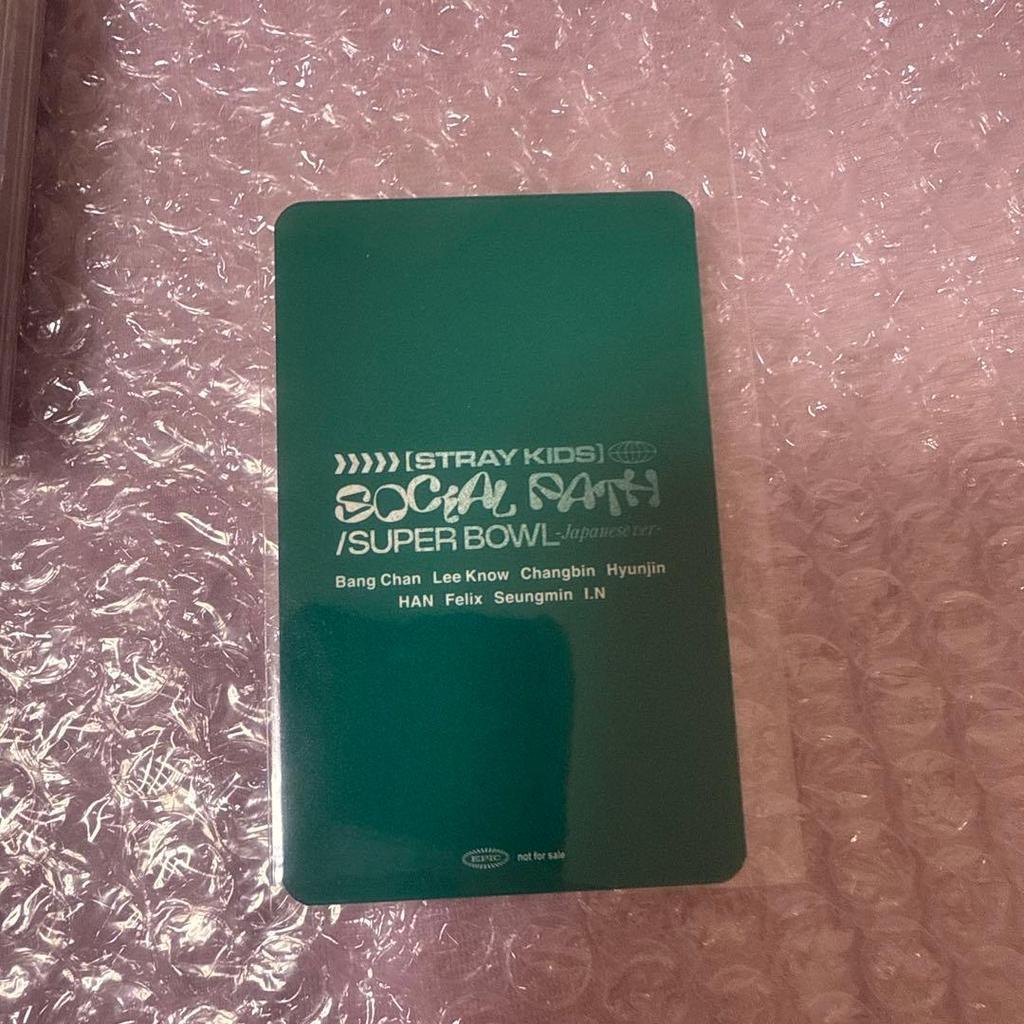 ❯❯❯❯❯[STRAY KIDS]
SOCIAL PATH
/SUPER BOWL-Japanese ver-
Bang Chan Lee Know Changbin Hyunjin
HAN Felix Seungmin I.N
EPIC not for sale